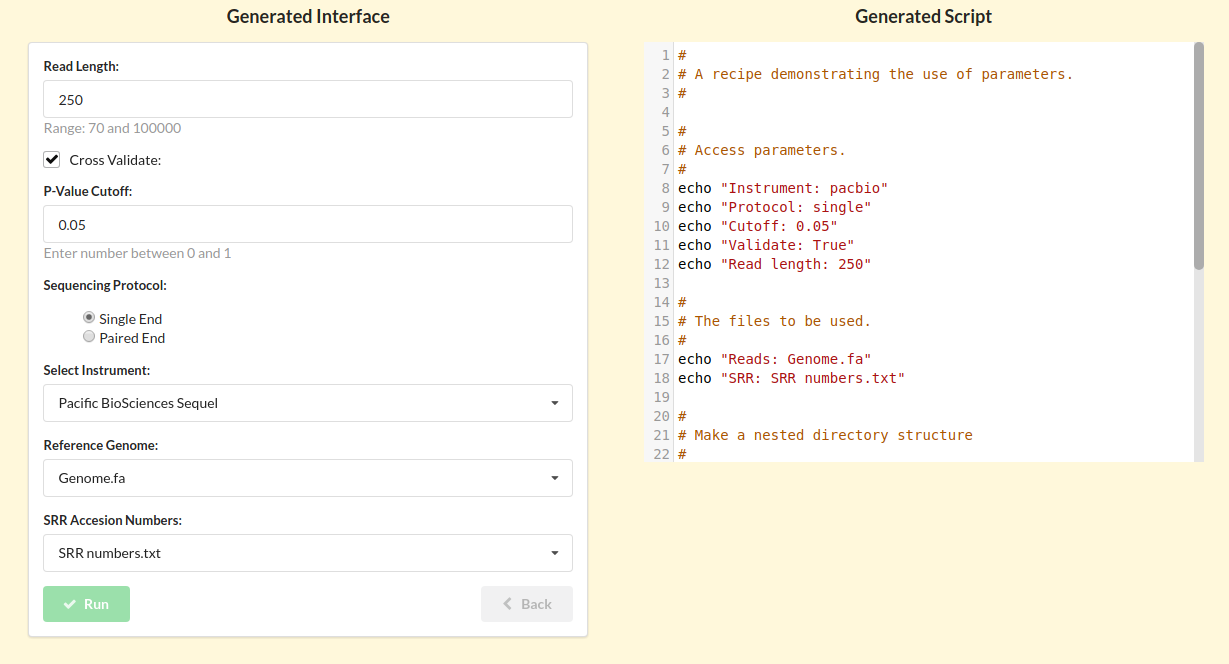 Generated Interface
Read Length:
250
Range: 70 and 100000
Cross Validate:
P-Value Cutoff:
0.05
Enter number between 0 and 1
Sequencing Protocol:
Single End
Paired End
Select Instrument:
Pacific BioSciences Sequel
Reference Genome:
Genome.fa
SRR Accesion Numbers:
SRR numbers.txt
Run
Back
Generated Script
1 #
2 # A recipe demonstrating the use of parameters.
3 #
4
5 #
6 # Access parameters.
7 #
8 echo "Instrument: pacbio"
9 echo "Protocol: single"
10 echo "Cutoff: 0.05"
11 echo "Validate: True"
12 echo "Read length: 250"
13
14 #
15 # The files to be used.
16 #
17 echo "Reads: Genome.fa"
18 echo "SRR: SRR numbers.txt"
19
20 #
21 # Make a nested directory structure
22 #